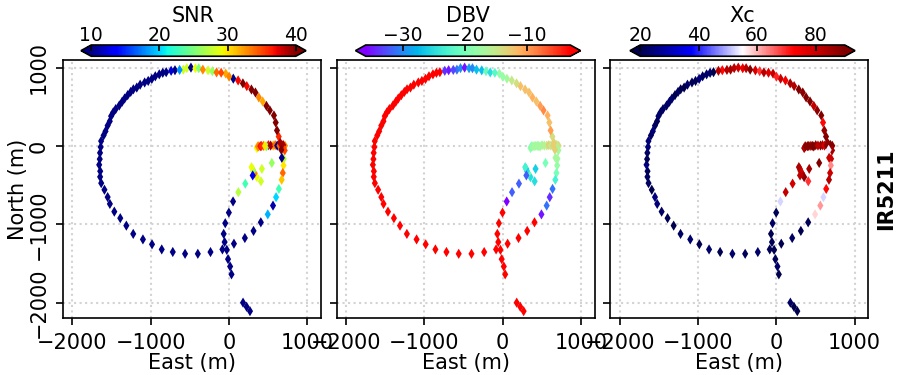 SNR DBV Xc
10 20 30 40 −30 −20 −10 20 40 60 80
1000
0
−1000
−2000
North (m)
−2000 −1000 0 1000 −2000 −1000 0 1000 −2000 −1000 0 1000
East (m) East (m) East (m)
IR5211